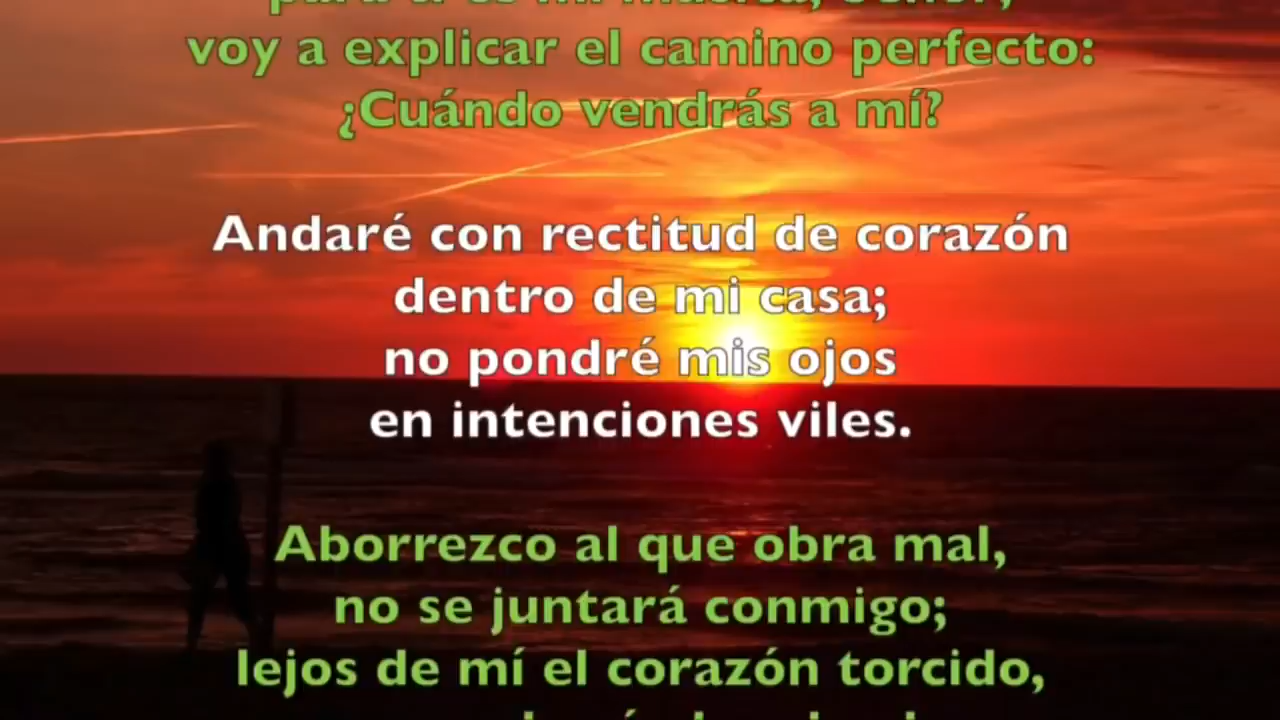 voy a explicar el camino perfecto:
¿Cuándo vendrás a mí?
Andaré con rectitud de corazón
dentro de mi casa;
no pondré mis ojos
en intenciones viles.
Aborrezco al que obra mal,
no se juntará conmigo;
lejos de mí el corazón torcido,